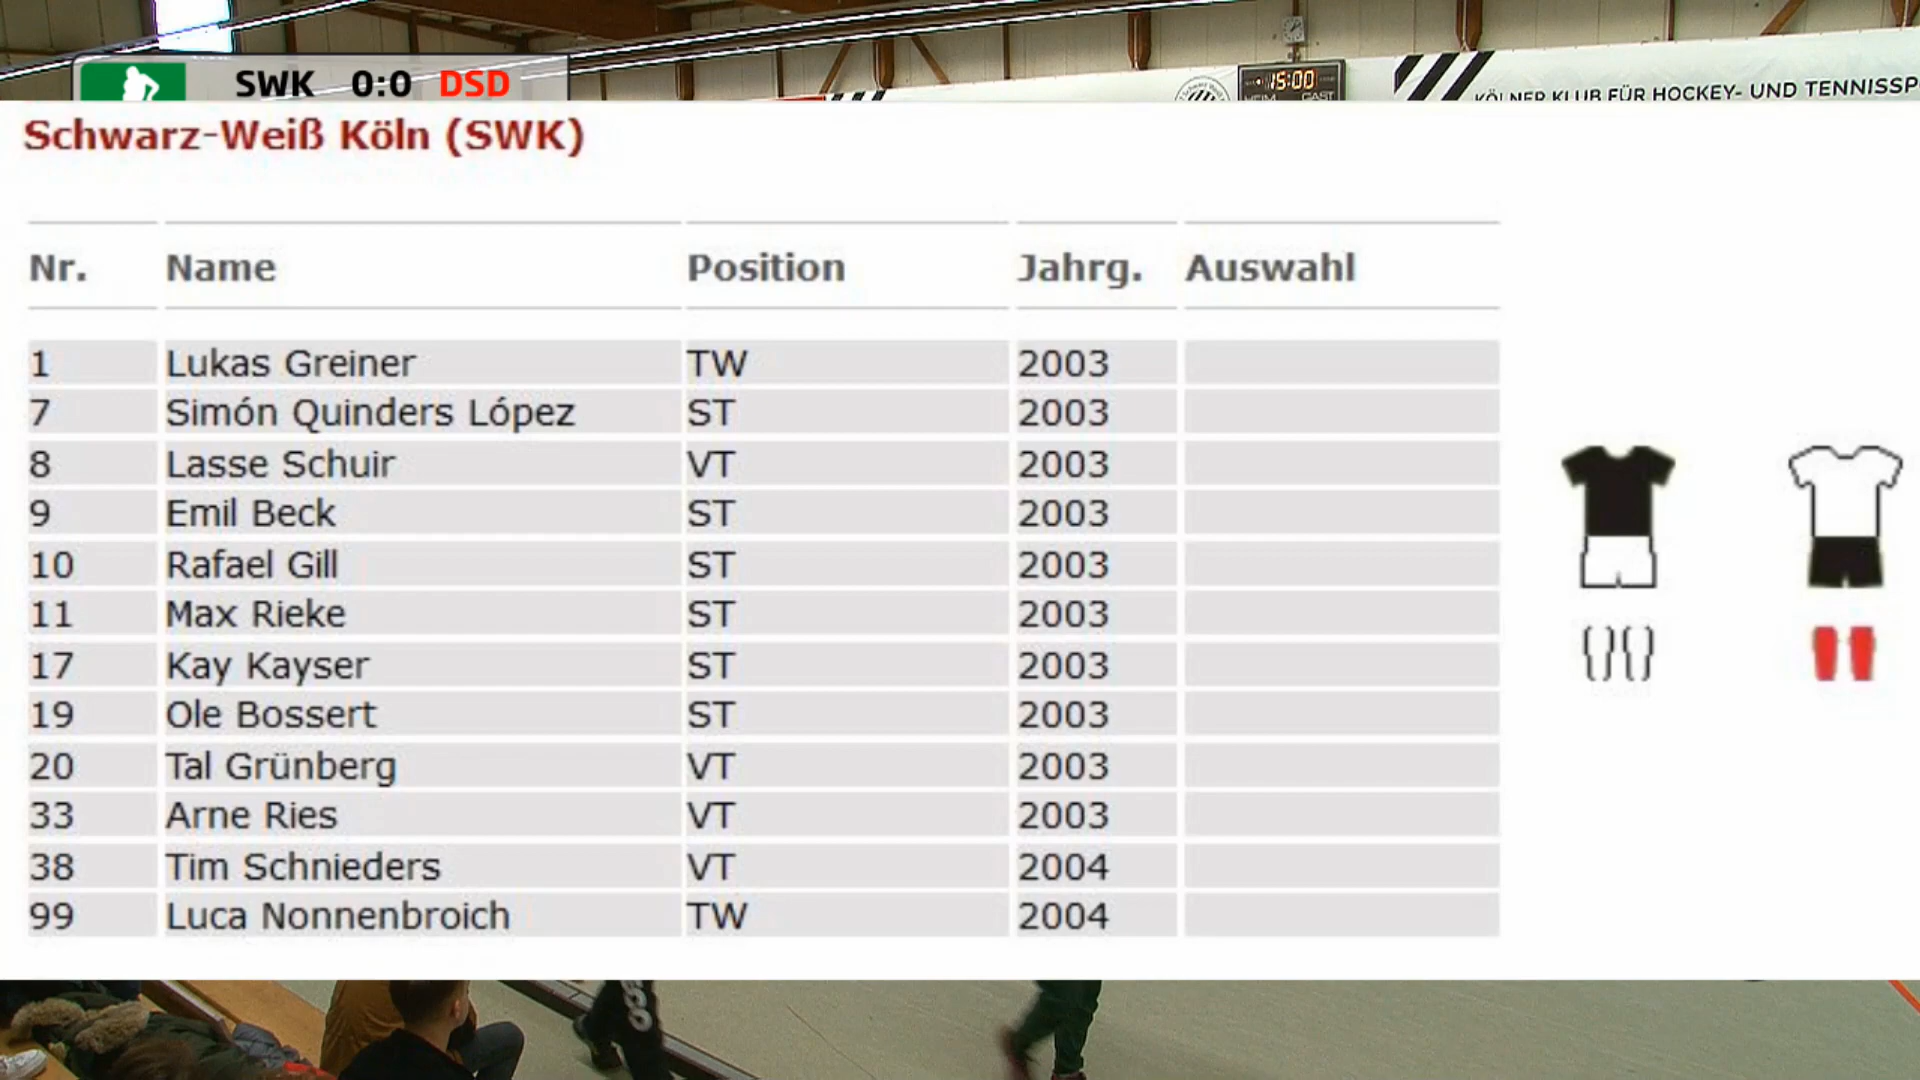 SWK 0:0 DSD
15:00
HEIM GAST
KÖLNER KLUB FÜR HOCKEY- UND TENNISSP
Schwarz-Weiß Köln (SWK)
Nr. Name Position Jahrg. Auswahl
1 Lukas Greiner TW 2003
7 Simón Quinders López ST 2003
8 Lasse Schuir VT 2003
9 Emil Beck ST 2003
10 Rafael Gill ST 2003
11 Max Rieke ST 2003
17 Kay Kayser ST 2003
19 Ole Bossert ST 2003
20 Tal Grünberg VT 2003
33 Arne Ries VT 2003
38 Tim Schnieders VT 2004
99 Luca Nonnenbroich TW 2004